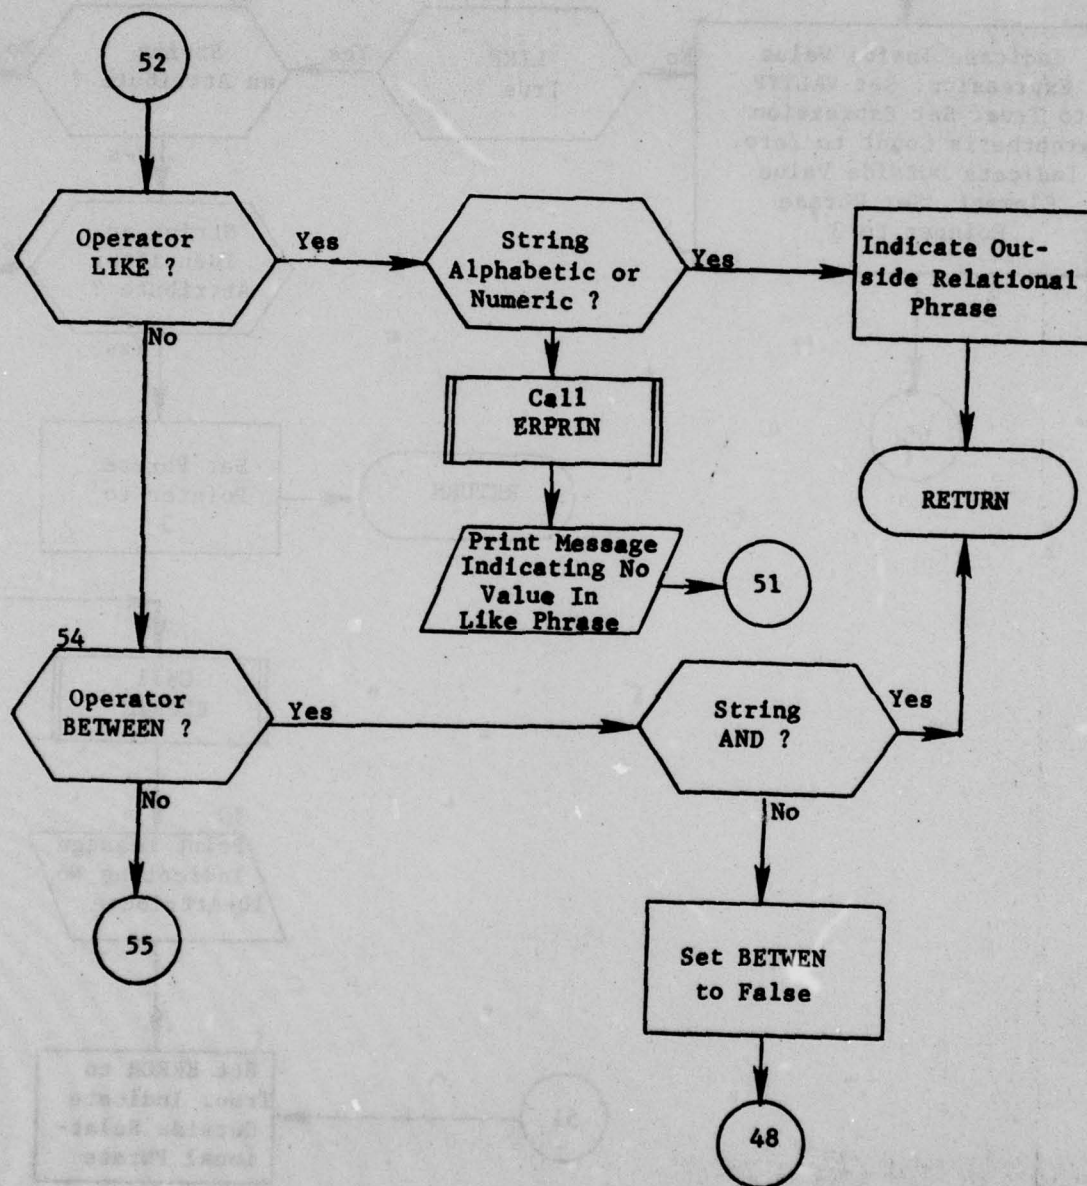 52
Operator
LIKE ?
Yes
No
String
Alphabetic or
Numeric ?
Yes
Indicate Out-
side Relational
Phrase
Call
ERPRIN
RETURN
Print Message
Indicating No
Value In
Like Phrase
51
54
Operator
BETWEEN ?
Yes
No
String
AND ?
Yes
No
55
Set BETWEN
to False
48